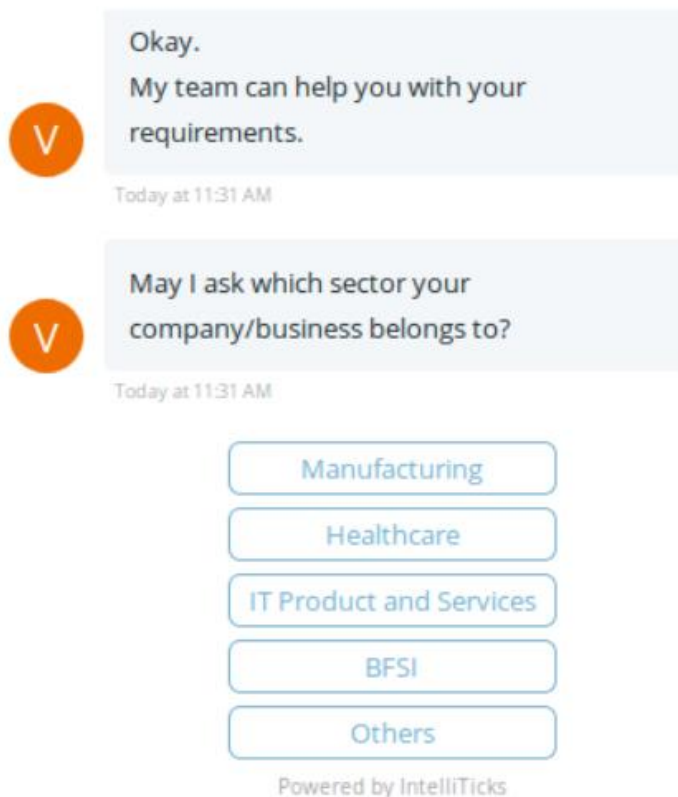 Okay.
My team can help you with your
requirements.
V
Today at 11:31 AM
May I ask which sector your
company/business belongs to?
V
Today at 11:31 AM
Manufacturing
Healthcare
IT Product and Services
BFSI
Others
Powered by IntelliTicks